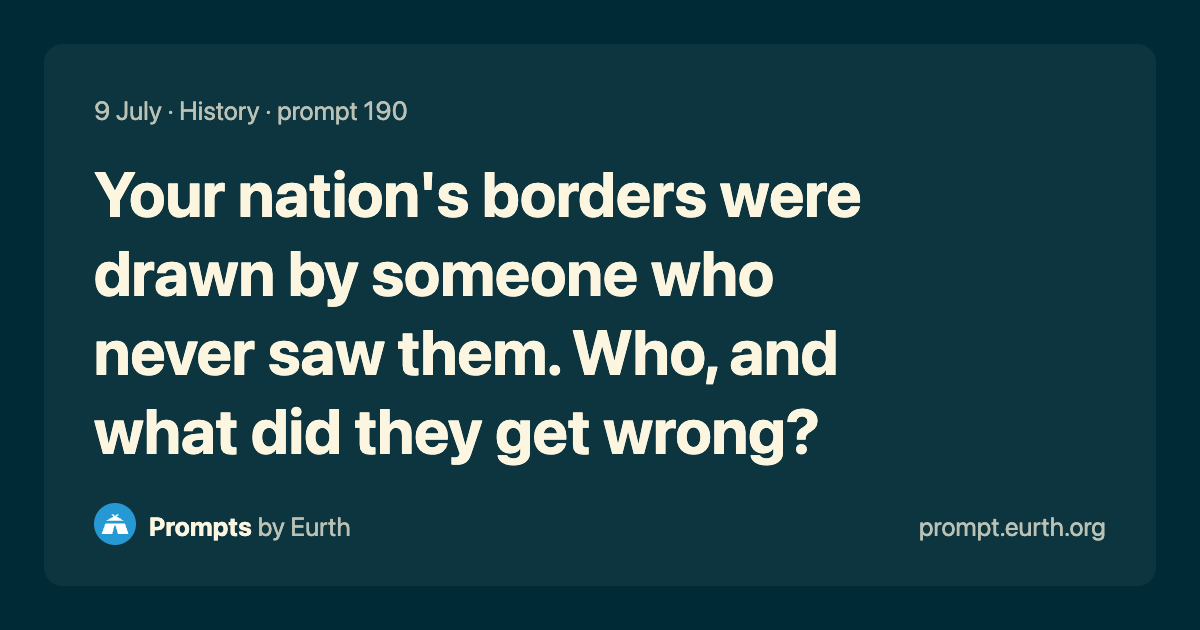 9 July · History · prompt 190
Your nation's borders were
drawn by someone who
never saw them. Who, and
what did they get wrong?
Prompts by Eurth
prompt.eurth.org